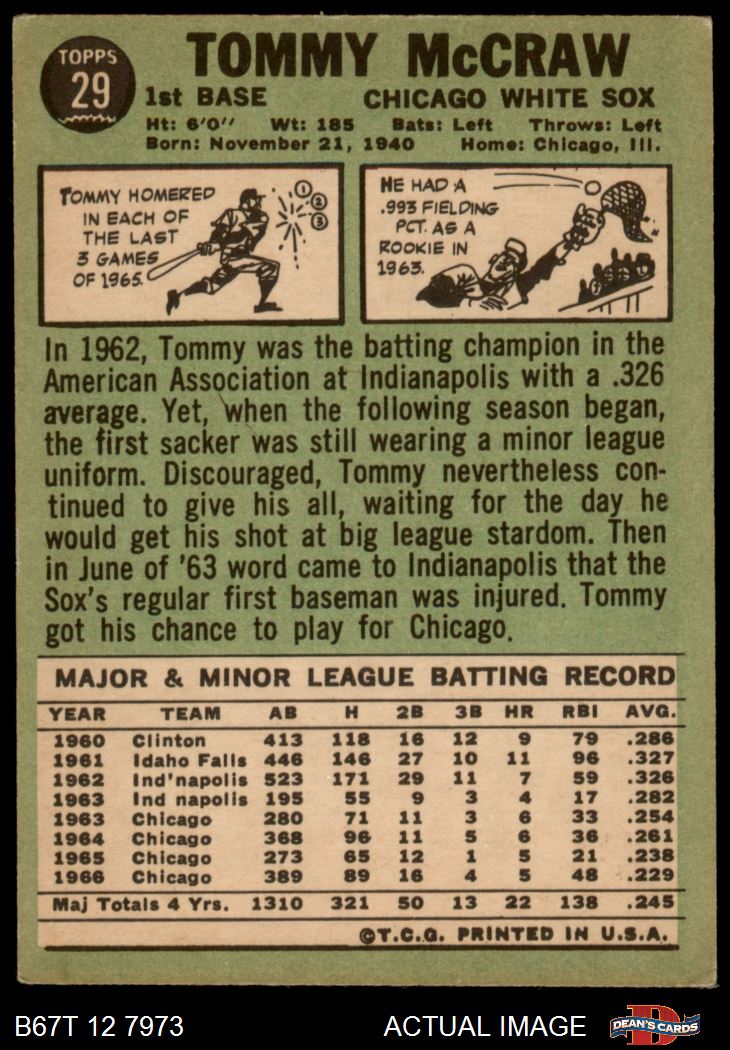 TOPPS
29
TOMMY McCRAW
1st BASE CHICAGO WHITE SOX
Ht: 6'0" Wt: 185 Bats: Left Throws: Left
Born: November 21, 1940 Home: Chicago, Ill.
TOMMY HOMERED
IN EACH OF
THE LAST
3 GAMES
OF 1965.
1
2
3
HE HAD A
.993 FIELDING
PCT. AS A
ROOKIE IN
1963.
In 1962, Tommy was the batting champion in the
American Association at Indianapolis with a .326
average. Yet, when the following season began,
the first sacker was still wearing a minor league
uniform. Discouraged, Tommy nevertheless con-
tinued to give his all, waiting for the day he
would get his shot at big league stardom. Then
in June of '63 word came to Indianapolis that the
Sox's regular first baseman was injured. Tommy
got his chance to play for Chicago.
MAJOR & MINOR LEAGUE BATTING RECORD
YEAR TEAM AB H 2B 3B HR RBI AVG.
1960 Clinton 413 118 16 12 9 79 .286
1961 Idaho Falls 446 146 27 10 11 96 .327
1962 Ind'napolis 523 171 29 11 7 59 .326
1963 Ind napolis 195 55 9 3 4 17 .282
1963 Chicago 280 71 11 3 6 33 .254
1964 Chicago 368 96 11 5 6 36 .261
1965 Chicago 273 65 12 1 5 21 .238
1966 Chicago 389 89 16 4 5 48 .229
Maj Totals 4 Yrs. 1310 321 50 13 22 138 .245
©T.C.G. PRINTED IN U.S.A.
B67T 12 7973 ACTUAL IMAGE
D
DEAN'S CARDS